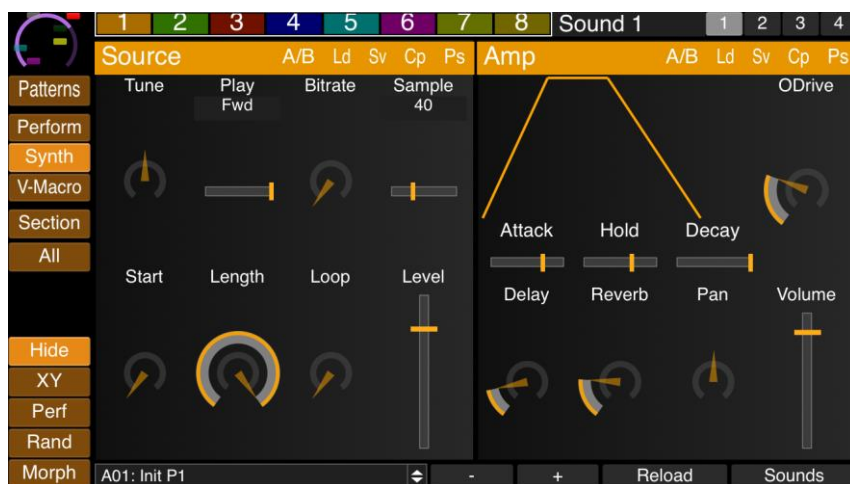 1 2 3 4 5 6 7 8 Sound 1 1 2 3 4
Source A/B Ld Sv Cp Ps Amp A/B Ld Sv Cp Ps
Patterns
Perform
Synth
V-Macro
Section
All
Hide
XY
Perf
Rand
Morph
Tune Play Bitrate Sample
Fwd 40
Start Length Loop Level
ODrive
Attack Hold Decay
Delay Reverb Pan Volume
A01: Init P1 - + Reload Sounds